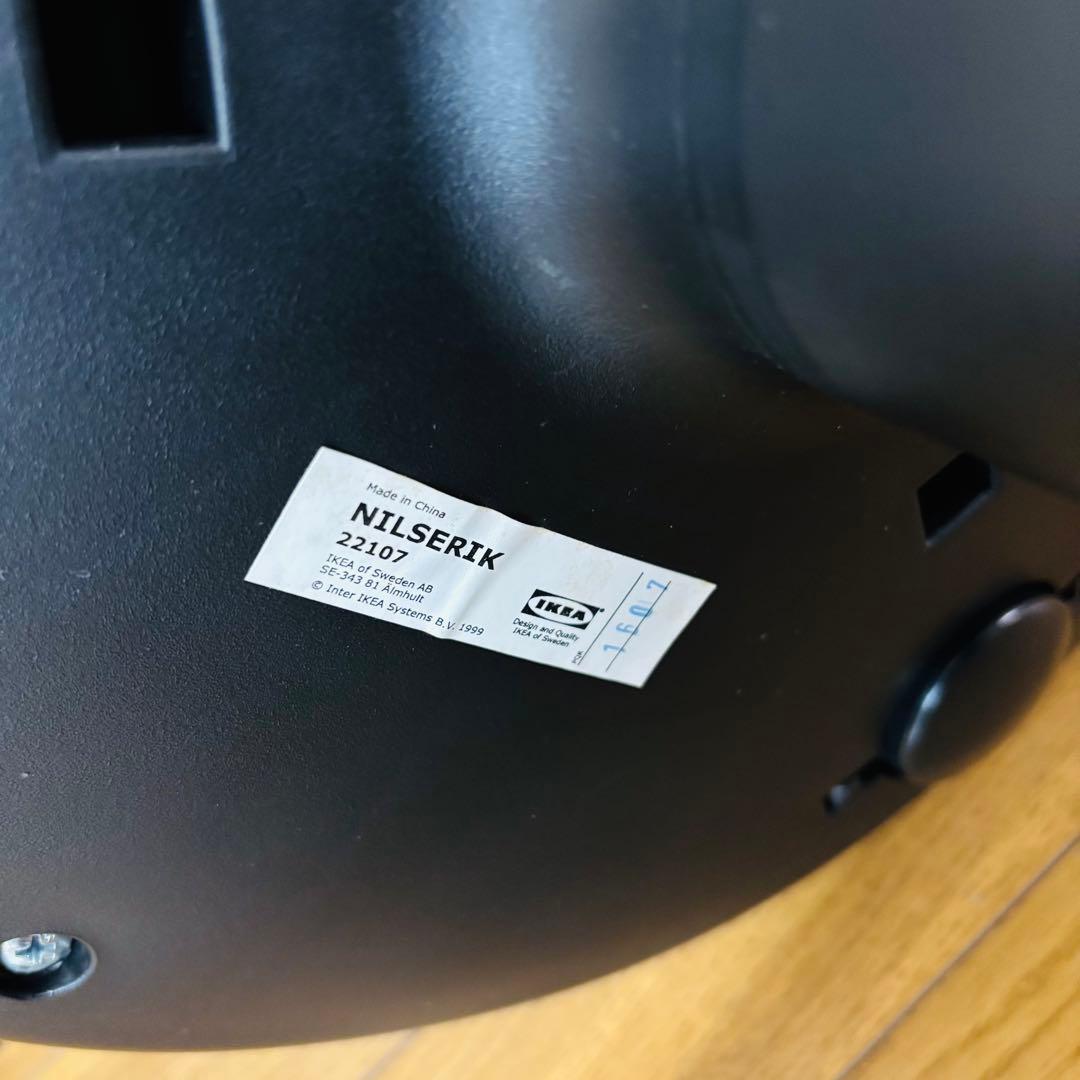 Made in China
NILSERIK
22107
IKEA of Sweden AB
SE-343 81 Älmhult
© Inter IKEA Systems B.V. 1999
IKEA®
Design and Quality
IKEA of Sweden
1607